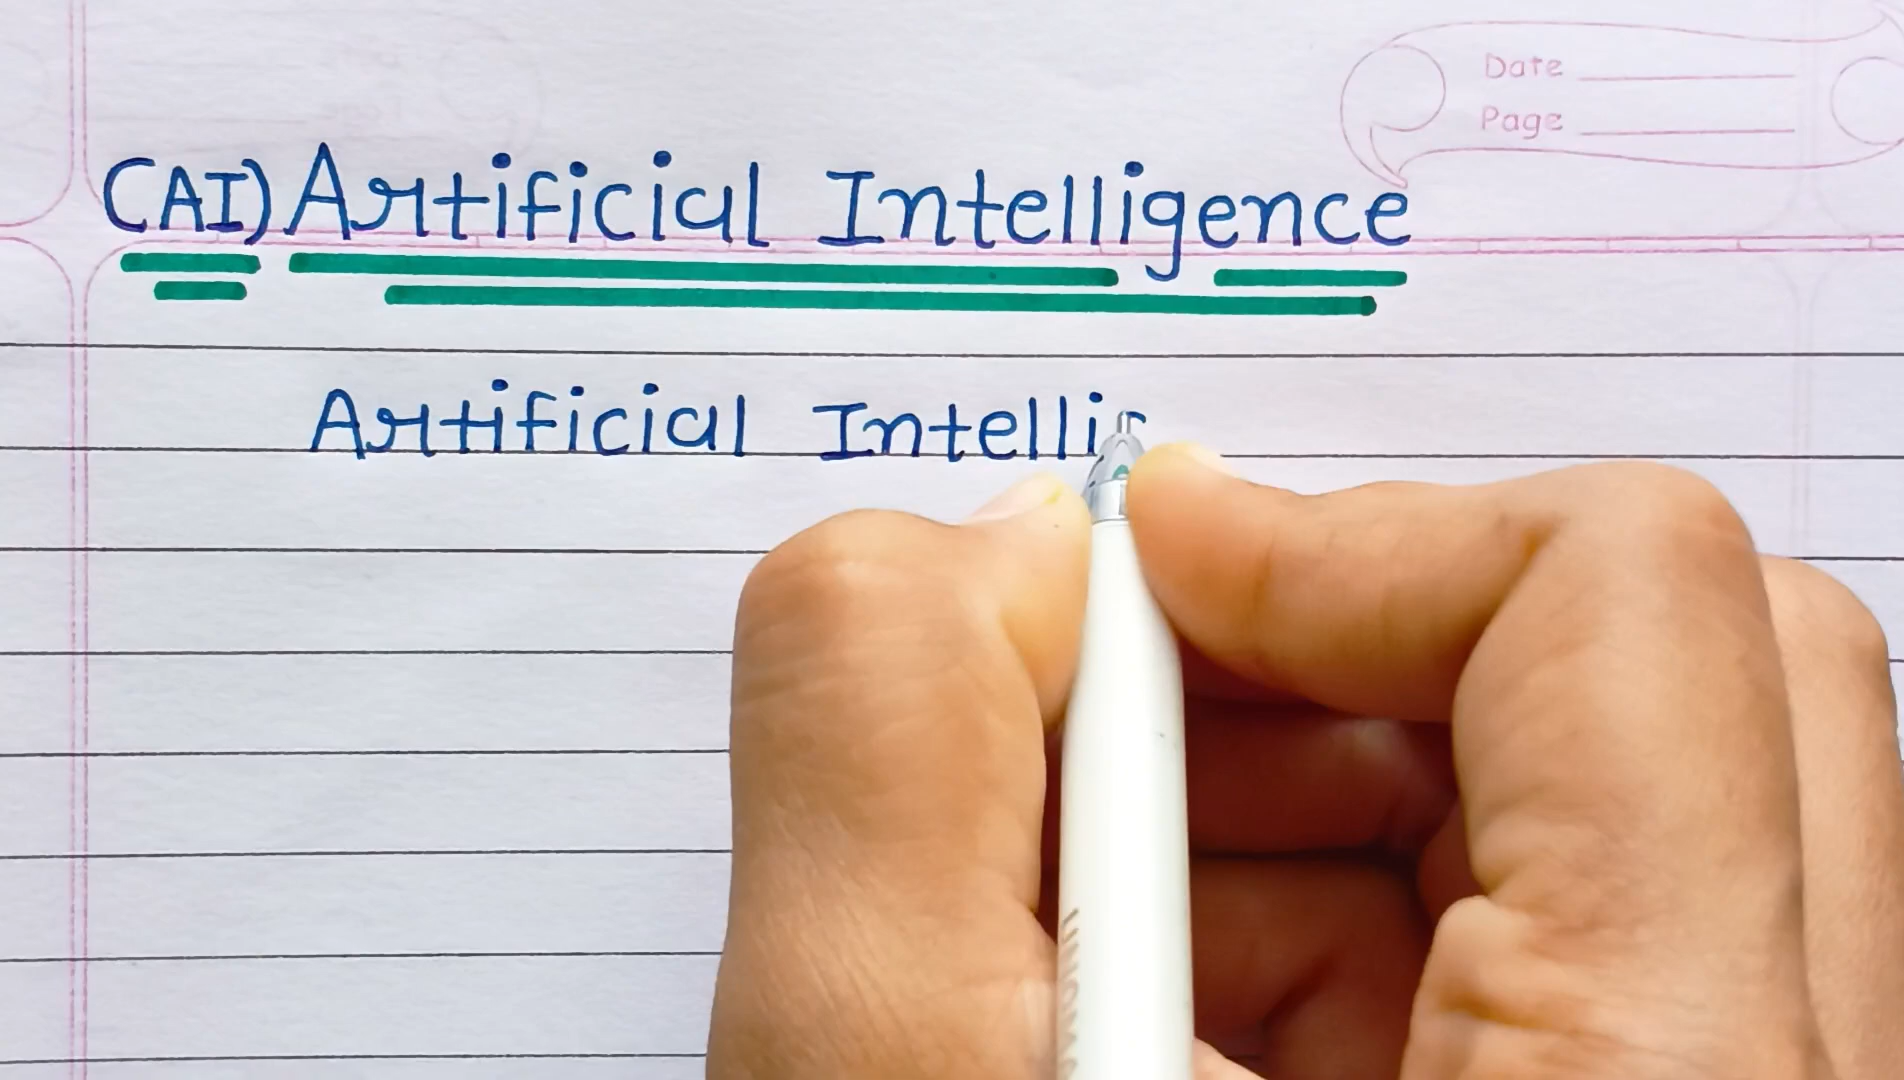 Date
Page
(AI) Artificial Intelligence
Artificial Intelli